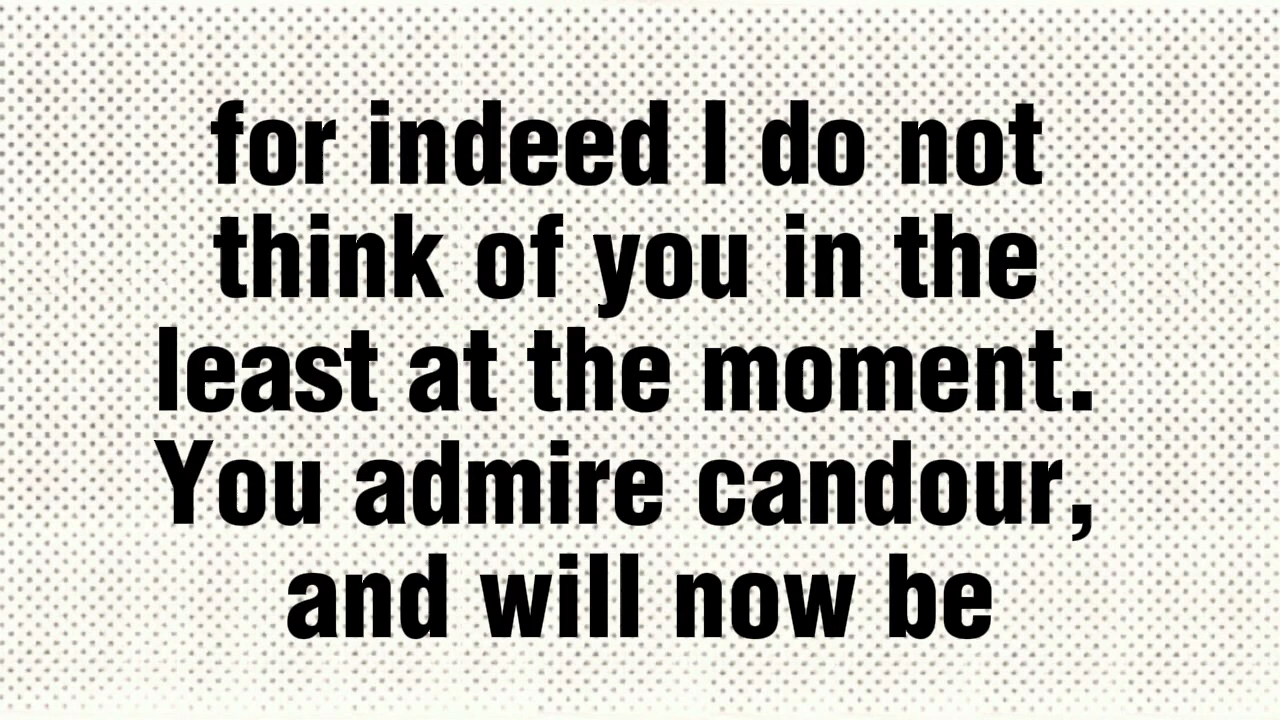 for indeed I do not
think of you in the
least at the moment.
You admire candour,
and will now be